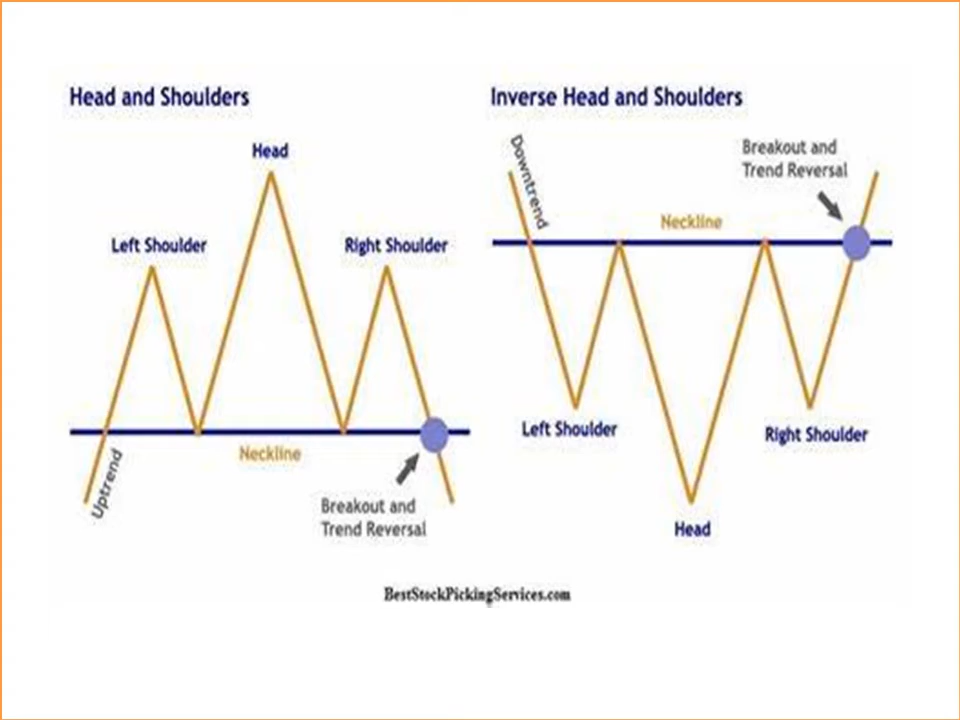 Head and Shoulders
Head
Left Shoulder
Right Shoulder
Neckline
Uptrend
Breakout and
Trend Reversal
Inverse Head and Shoulders
Downtrend
Breakout and
Trend Reversal
Neckline
Left Shoulder
Right Shoulder
Head
BestStockPickingServices.com